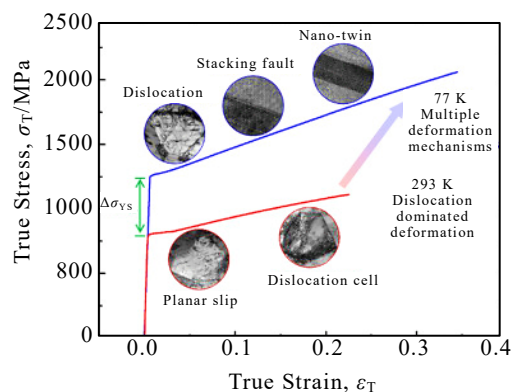 True Stress, σT/MPa
2500
2000
1500
1000
800
0
Nano-twin
Stacking fault
Dislocation
77 K
Multiple
deformation
mechanisms
ΔσYS
293 K
Dislocation
dominated
deformation
Planar slip
Dislocation cell
0.0
0.1
0.2
0.3
0.4
True Strain, εT